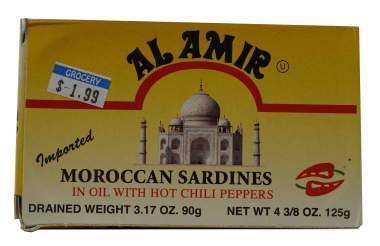 AL AMIR
U
GROCERY
$-1.99
Imported
MOROCCAN SARDINES
IN OIL WITH HOT CHILI PEPPERS
DRAINED WEIGHT 3.17 OZ. 90g NET WT 4 3/8 OZ. 125g